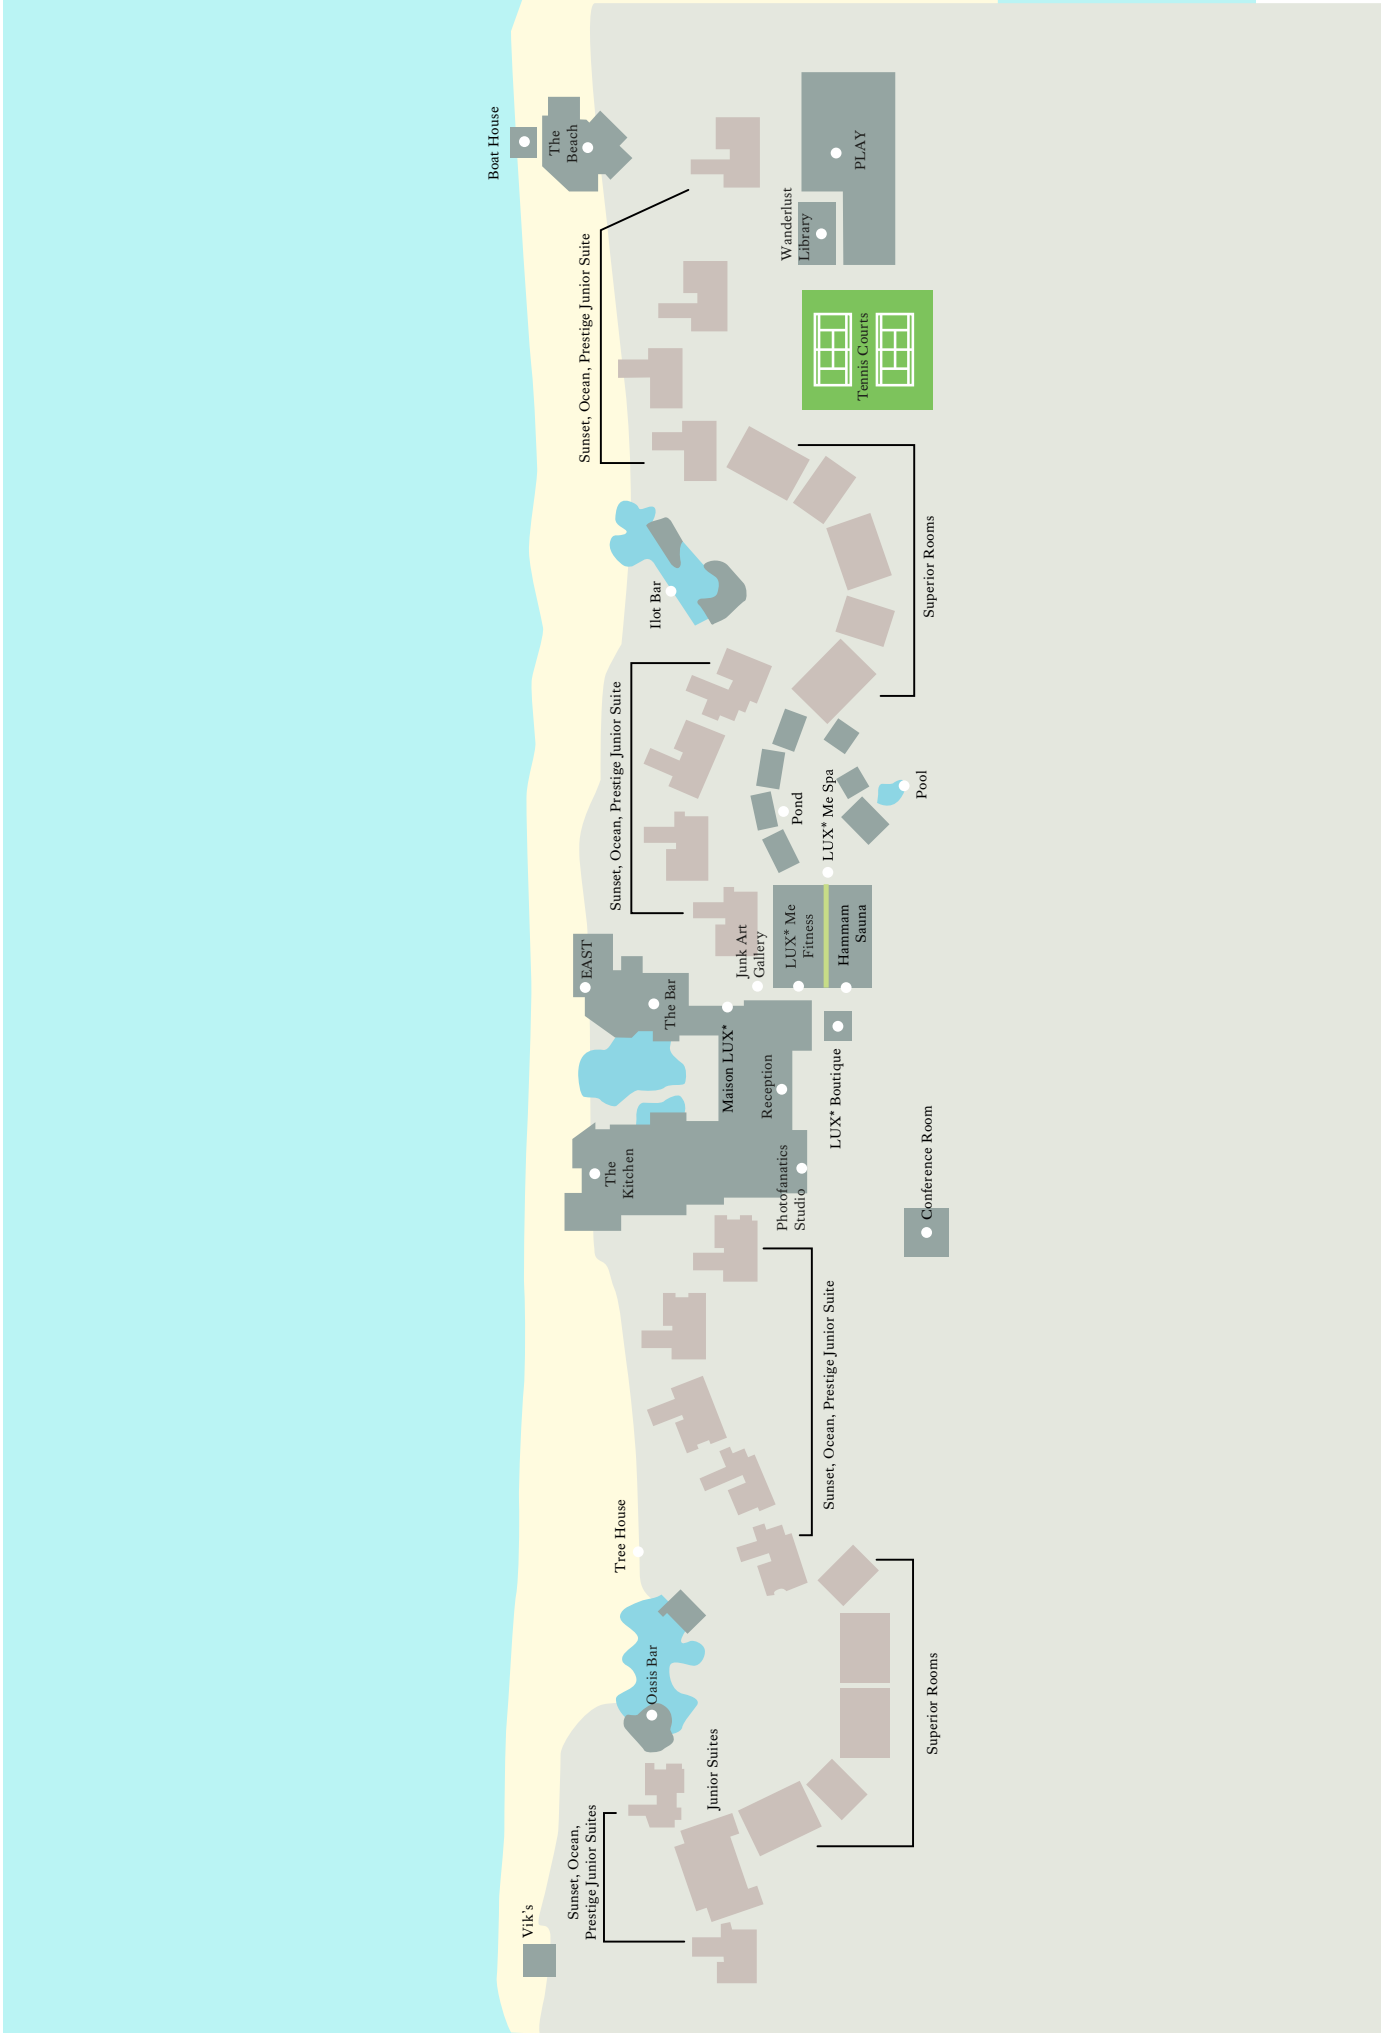 Boat House
The
Beach
PLAY
Wanderlust
Library
Sunset, Ocean, Prestige Junior Suite
Tennis Courts
Superior Rooms
Ilot Bar
Sunset, Ocean, Prestige Junior Suite
Pool
LUX* Me Spa
Pond
LUX* Me
Fitness
Hammam
Sauna
Junk Art
Gallery
EAST
The Bar
Maison LUX*
Reception
LUX* Boutique
The
Kitchen
Photofanatics
Studio
Conference Room
Sunset, Ocean, Prestige Junior Suite
Tree House
Oasis Bar
Superior Rooms
Junior Suites
Sunset, Ocean,
Prestige Junior Suites
Vik's